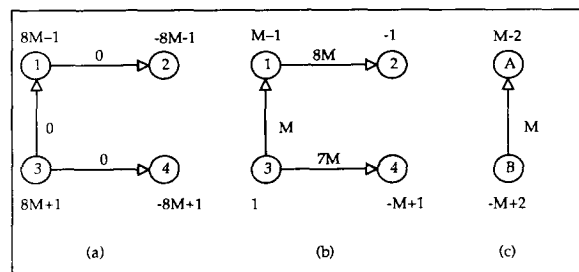 8M-1 -8M-1 M-1 -1 M-2
1 0 2 1 8M 2 A
0 M M
3 0 4 3 7M 4 B
8M+1 -8M+1 1 -M+1 -M+2
(a) (b) (c)